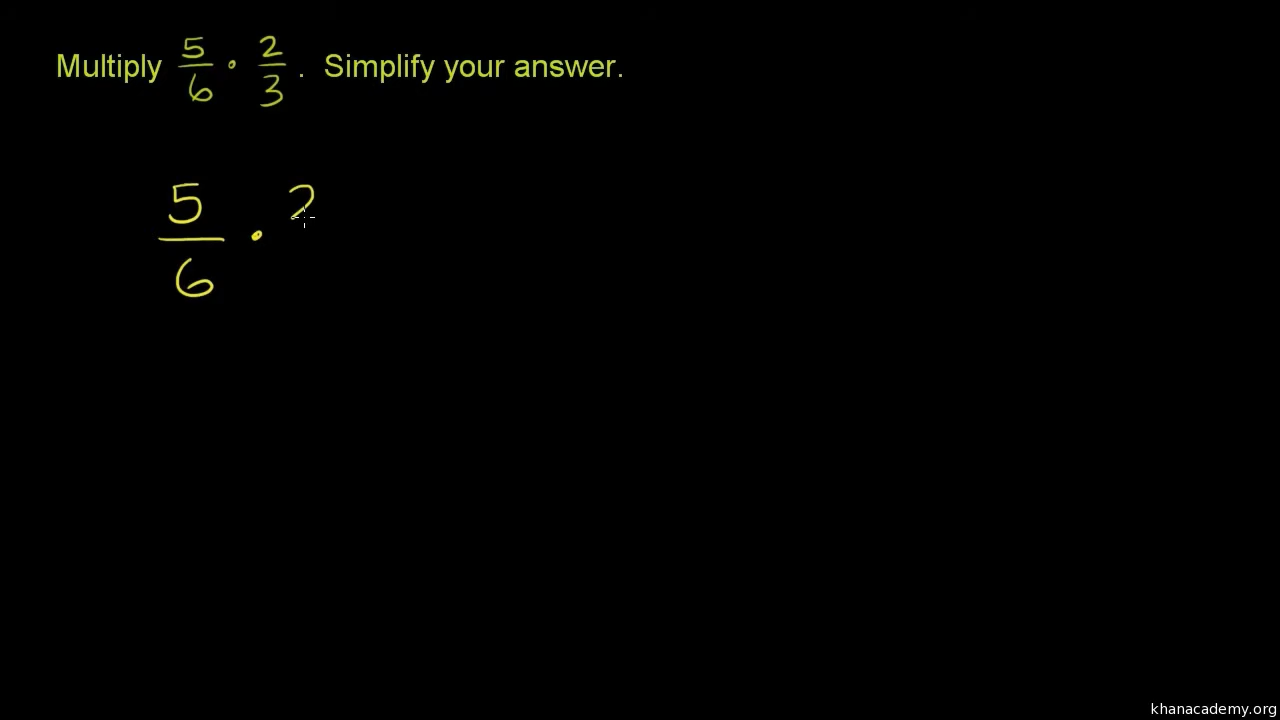 Multiply 5/6 · 2/3 . Simplify your answer.
5/6 · 2
khanacademy.org